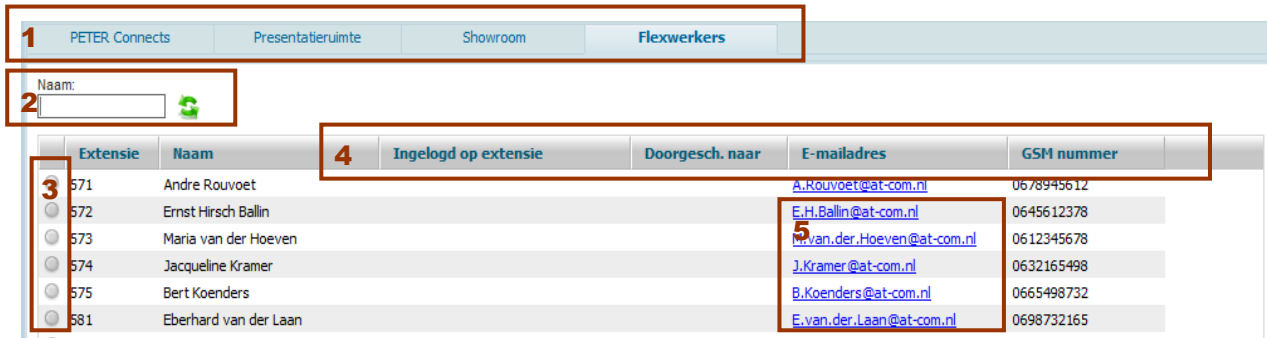 1 PETER Connects Presentatieruimte Showroom Flexwerkers
Naam:
2
Extensie Naam 4 Ingelogd op extensie Doorgesch. naar E-mailadres GSM nummer
3 571 Andre Rouvoet A.Rouvoet@at-com.nl 0678945612
572 Ernst Hirsch Ballin E.H.Ballin@at-com.nl 0645612378
5
573 Maria van der Hoeven M.van.der.Hoeven@at-com.nl 0612345678
574 Jacqueline Kramer J.Kramer@at-com.nl 0632165498
575 Bert Koenders B.Koenders@at-com.nl 0665498732
581 Eberhard van der Laan E.van.der.Laan@at-com.nl 0698732165